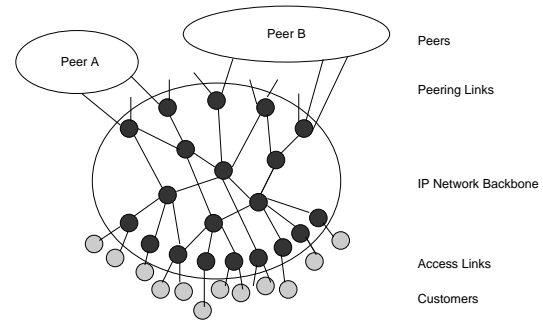 Peer B
Peers
Peer A
Peering Links
IP Network Backbone
Access Links
Customers